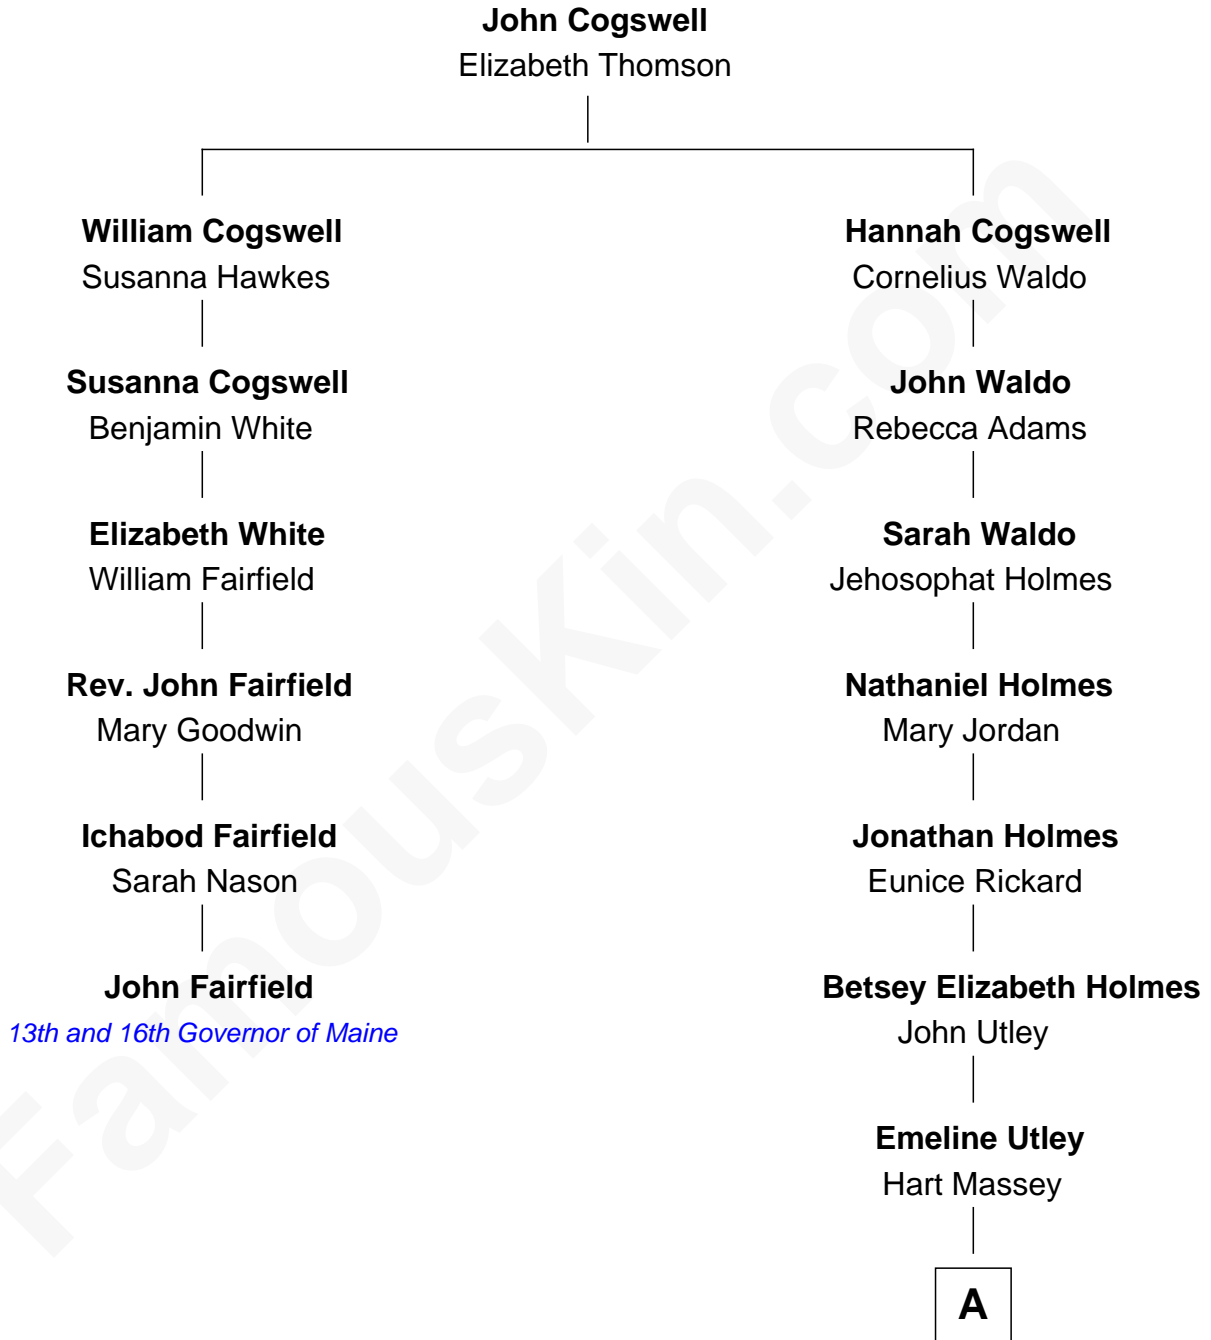 John Cogswell
Elizabeth Thomson
William Cogswell
Susanna Hawkes
Susanna Cogswell
Benjamin White
Elizabeth White
William Fairfield
Rev. John Fairfield
Mary Goodwin
Ichabod Fairfield
Sarah Nason
John Fairfield
13th and 16th Governor of Maine
Hannah Cogswell
Cornelius Waldo
John Waldo
Rebecca Adams
Sarah Waldo
Jehosophat Holmes
Nathaniel Holmes
Mary Jordan
Jonathan Holmes
Eunice Rickard
Betsey Elizabeth Holmes
John Utley
Emeline Utley
Hart Massey
A
FamousKin.com